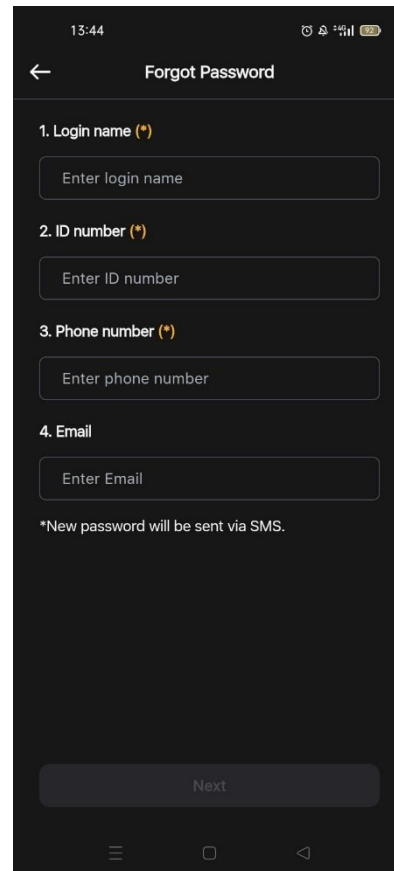 13:44
92
Forgot Password
1. Login name (*)
Enter login name
2. ID number (*)
Enter ID number
3. Phone number (*)
Enter phone number
4. Email
Enter Email
*New password will be sent via SMS.
Next